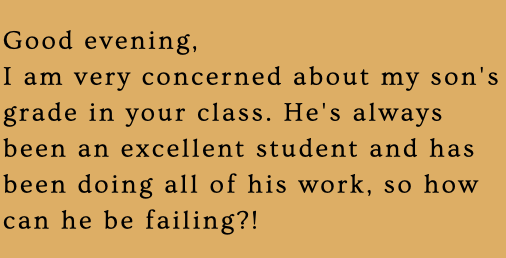 Good evening,
I am very concerned about my son's
grade in your class. He's always
been an excellent student and has
been doing all of his work, so how
can he be failing?!